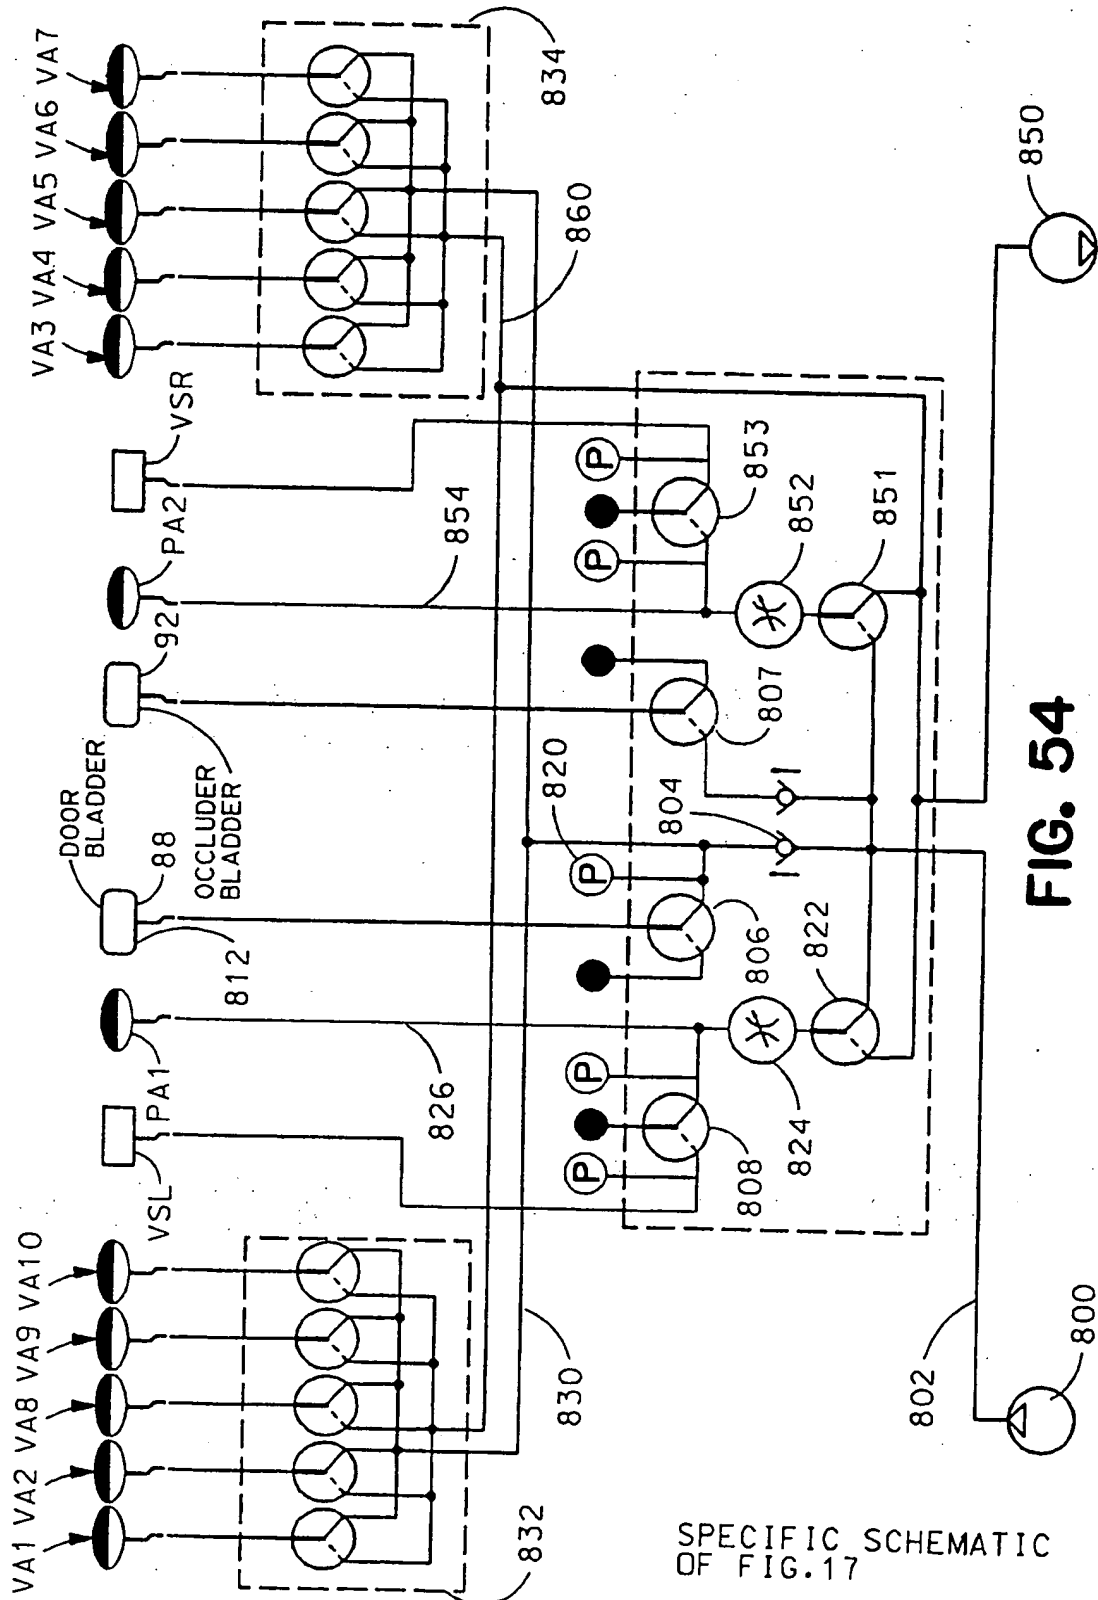 VA1 VA2 VA8 VA9 VA10
VSL
PA1
812
88
DOOR
BLADDER
OCCLUDER
BLADDER
92
PA2
VSR
VA3 VA4 VA5 VA6 VA7
832
830
826
854
860
834
P
P
P
820
P
P
808
824
822
806
804
807
852
851
853
802
800
850
SPECIFIC SCHEMATIC
OF FIG.17
FIG. 54